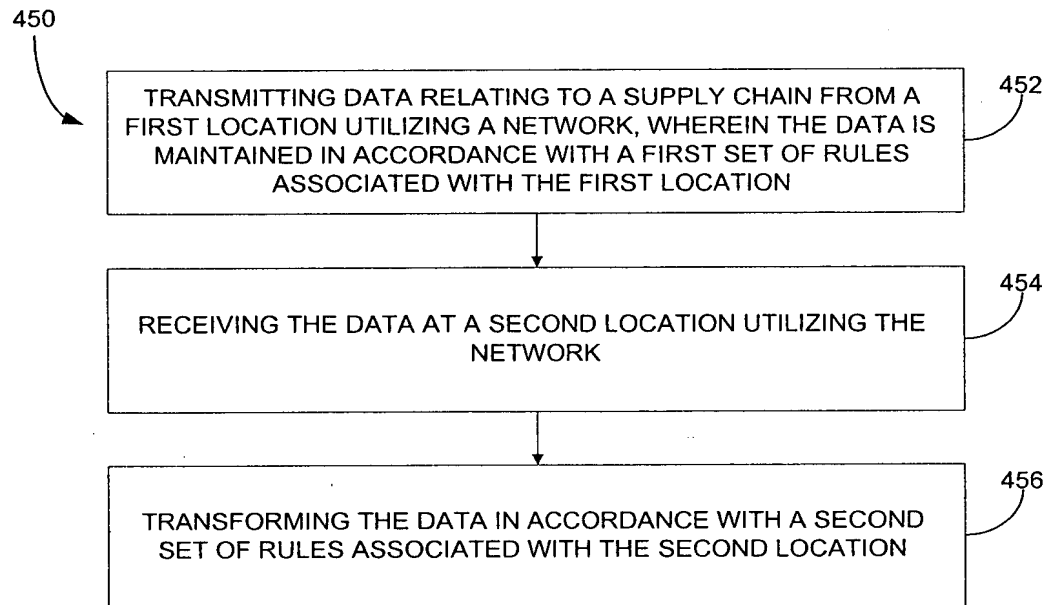 450
TRANSMITTING DATA RELATING TO A SUPPLY CHAIN FROM A
FIRST LOCATION UTILIZING A NETWORK, WHEREIN THE DATA IS
MAINTAINED IN ACCORDANCE WITH A FIRST SET OF RULES
ASSOCIATED WITH THE FIRST LOCATION
452
RECEIVING THE DATA AT A SECOND LOCATION UTILIZING THE
NETWORK
454
TRANSFORMING THE DATA IN ACCORDANCE WITH A SECOND
SET OF RULES ASSOCIATED WITH THE SECOND LOCATION
456